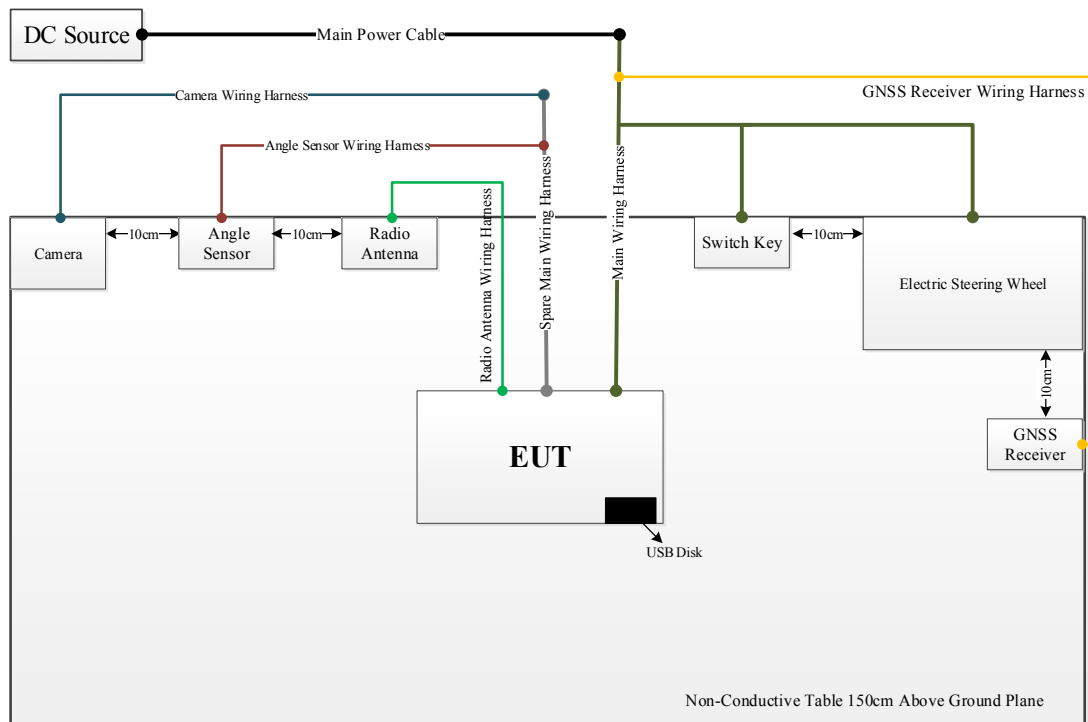 DC Source
Main Power Cable
GNSS Receiver Wiring Harness
Camera Wiring Harness
Angle Sensor Wiring Harness
Radio Antenna Wiring Harness
Spare Main Wiring Harness
Main Wiring Harness
Camera
10cm
Angle
Sensor
10cm
Radio
Antenna
Switch Key
10cm
Electric Steering Wheel
10cm
GNSS
Receiver
EUT
USB Disk
Non-Conductive Table 150cm Above Ground Plane